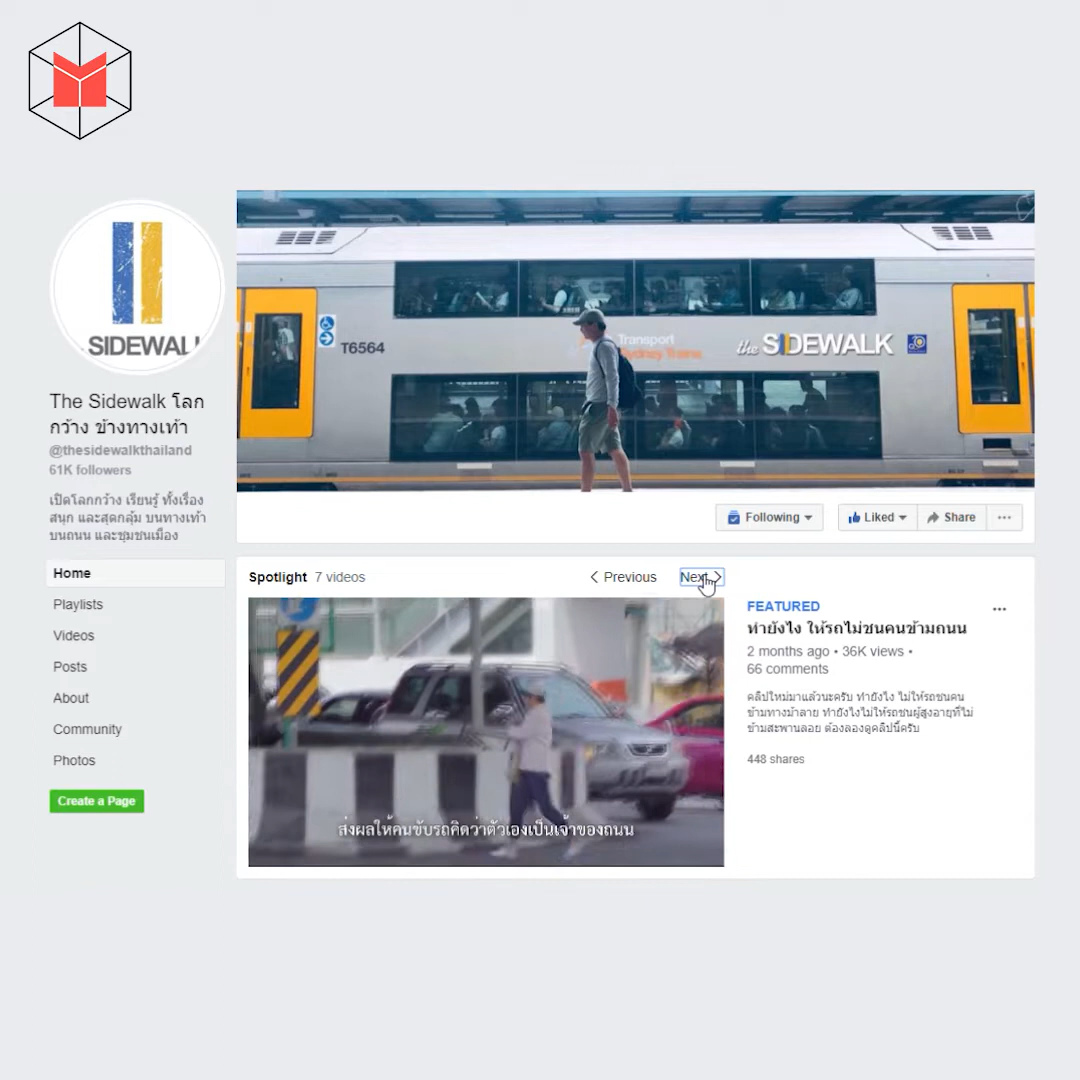 SIDEWAL
T6564
Transport
Sydney Trains
the SIDEWALK
The Sidewalk โลก
กว้าง ข้างทางเท้า
@thesidewalkthailand
61K followers
เปิดโลกกว้าง เรียนรู้ ทั้งเรื่อง
สนุก และสุดกลุ้ม บนทางเท้า
บนถนน และชุมชนเมือง
Following
Liked
Share
Home
Playlists
Videos
Posts
About
Community
Photos
Create a Page
Spotlight 7 videos
Previous
Next
ส่งผลให้คนขับรถคิดว่าตัวเองเป็นเจ้าของถนน
FEATURED
ทำยังไง ให้รถไม่ชนคนข้ามถนน
2 months ago • 36K views •
66 comments
คลิปใหม่มาแล้วนะครับ ทำยังไง ไม่ให้รถชนคน
ข้ามทางม้าลาย ทำยังไงไม่ให้รถชนผู้สูงอายุที่ไม่
ข้ามสะพานลอย ต้องลองดูคลิปนี้ครับ
448 shares